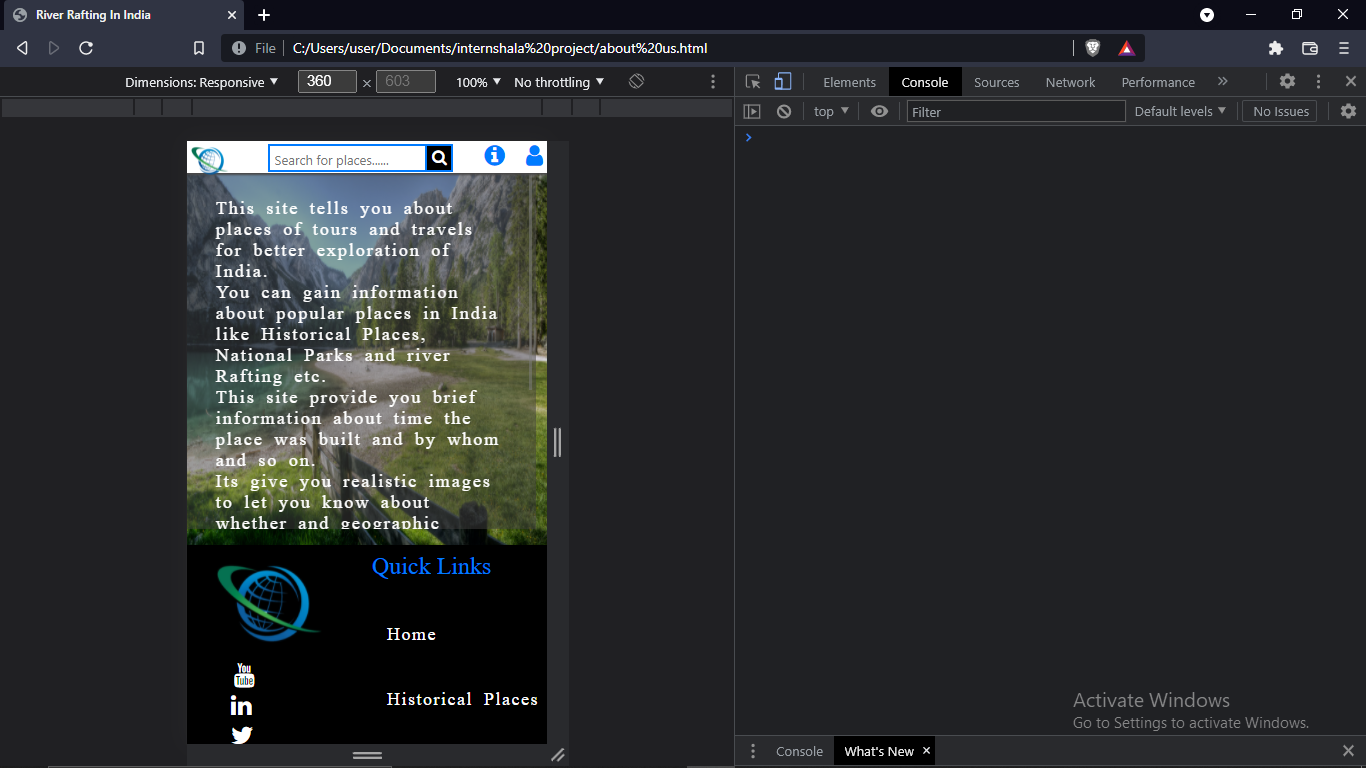 River Rafting In India
File
C:/Users/user/Documents/internshala%20project/about%20us.html
Dimensions: Responsive
360 × 603
100%
No throttling
Elements
Console
Sources
Network
Performance
top
Filter
Default levels
No Issues
Search for places......
This site tells you about
places of tours and travels
for better exploration of
India.
You can gain information
about popular places in India
like Historical Places,
National Parks and river
Rafting etc.
This site provide you brief
information about time the
place was built and by whom
and so on.
Its give you realistic images
to let you know about
whether and geographic
Quick Links
Home
Historical Places
You
Tube
in
Activate Windows
Go to Settings to activate Windows.
Console
What's New